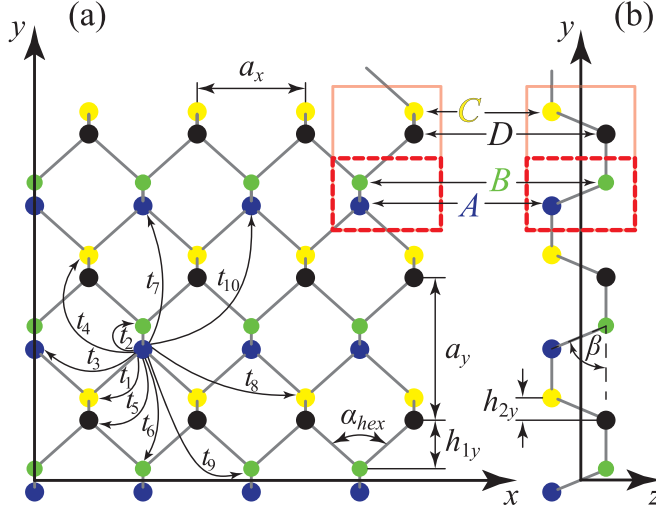 (a)
(b)
y
y
a_x
C
D
B
A
t_7
t_10
t_4
t_2
t_3
t_1
t_8
t_5
t_6
t_9
a_y
α_hex
h_1y
β
h_2y
x
z